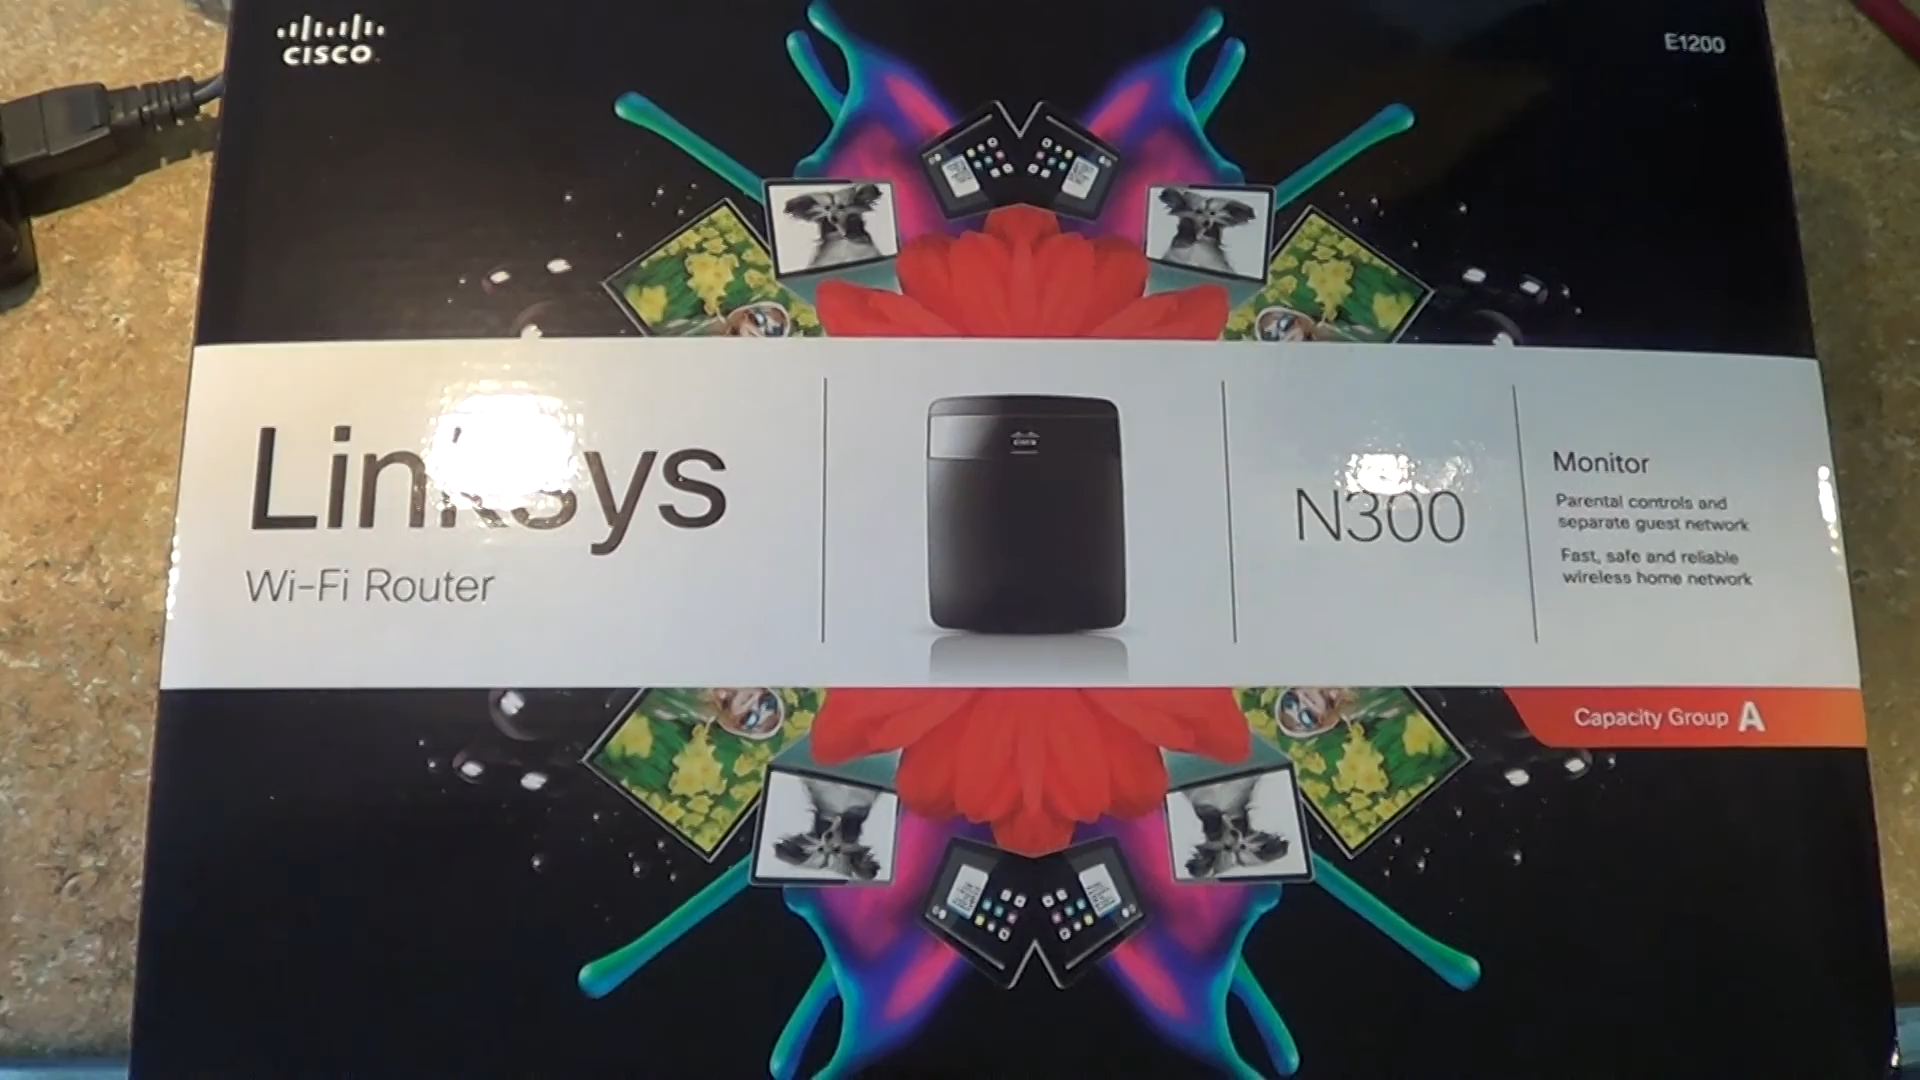 CISCO
E1200
Linksys
Wi-Fi Router
CISCO
N300
Monitor
Parental controls and
separate guest network
Fast, safe and reliable
wireless home network
Capacity Group A